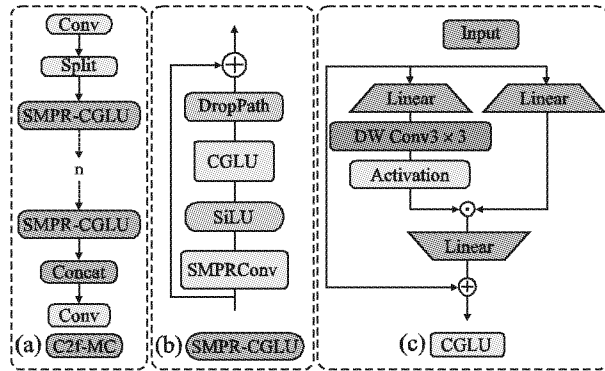 Conv
Split
SMPR-CGLU
n
SMPR-CGLU
Concat
Conv
(a) C2f-MC
DropPath
CGLU
SiLU
SMPRConv
(b) SMPR-CGLU
Input
Linear Linear
DW Conv3 × 3
Activation
Linear
(c) CGLU